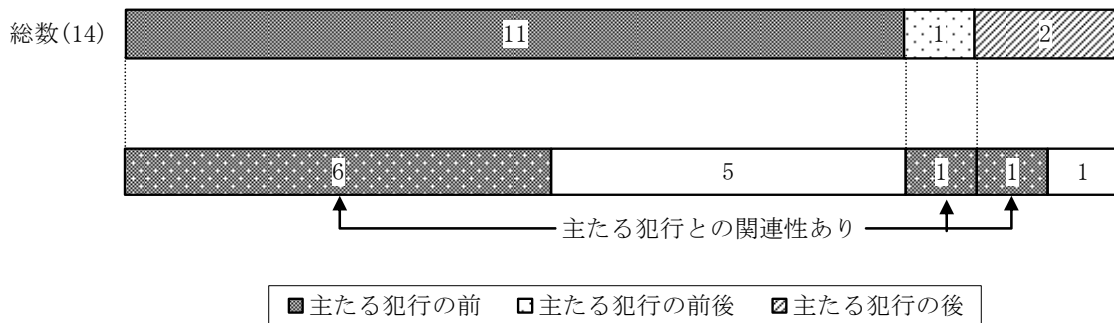 総数(14)
11 1 2
6 5 1 1 1
主たる犯行との関連性あり
主たる犯行の前 主たる犯行の前後 主たる犯行の後